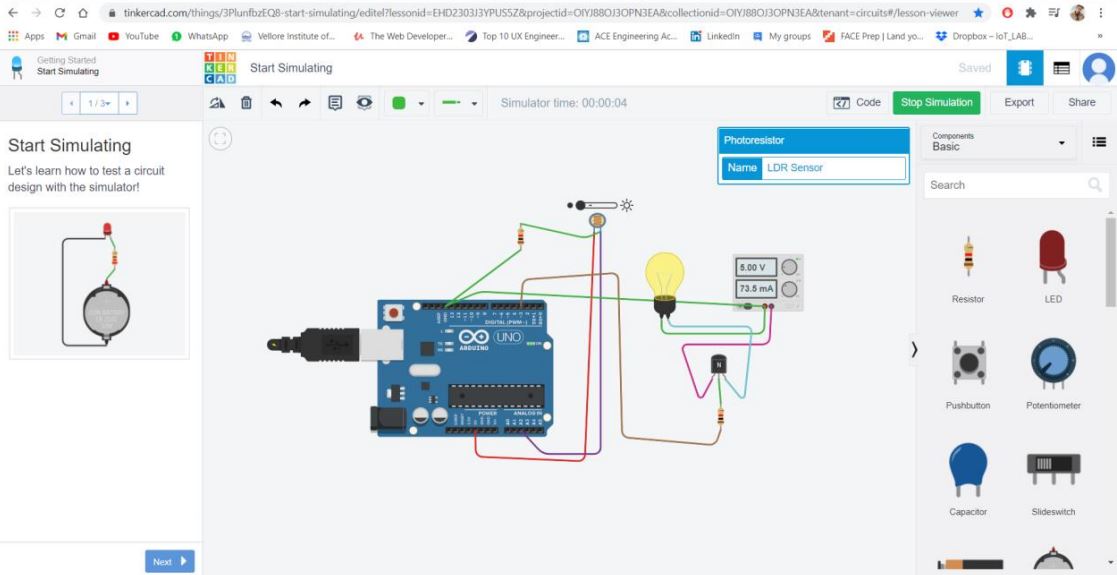 tinkercad.com/things/3PlunfbzEQ8-start-simulating/editel?lessonid=EHD2303J3YPUS5Z&projectid=OIYJ88OJ3OPN3EA&collectionid=OIYJ88OJ3OPN3EA&tenant=circuits#/lesson-viewer
Apps Gmail YouTube WhatsApp Vellore Institute of... The Web Developer... Top 10 UX Engineer... ACE Engineering Ac... LinkedIn My groups FACE Prep | Land yo... Dropbox – IoT_LAB... »
Getting Started
Start Simulating
TIN
KER
CAD
Start Simulating
Saved
1 / 3
Simulator time: 00:00:04
Code
Stop Simulation
Export
Share
Start Simulating
Let's learn how to test a circuit
design with the simulator!
Next
Photoresistor
Name LDR Sensor
5.00 V
73.5 mA
DIGITAL (PWM~)
UNO
ARDUINO
POWER ANALOG IN
N
Components
Basic
Search
Resistor LED
Pushbutton Potentiometer
Capacitor Slideswitch